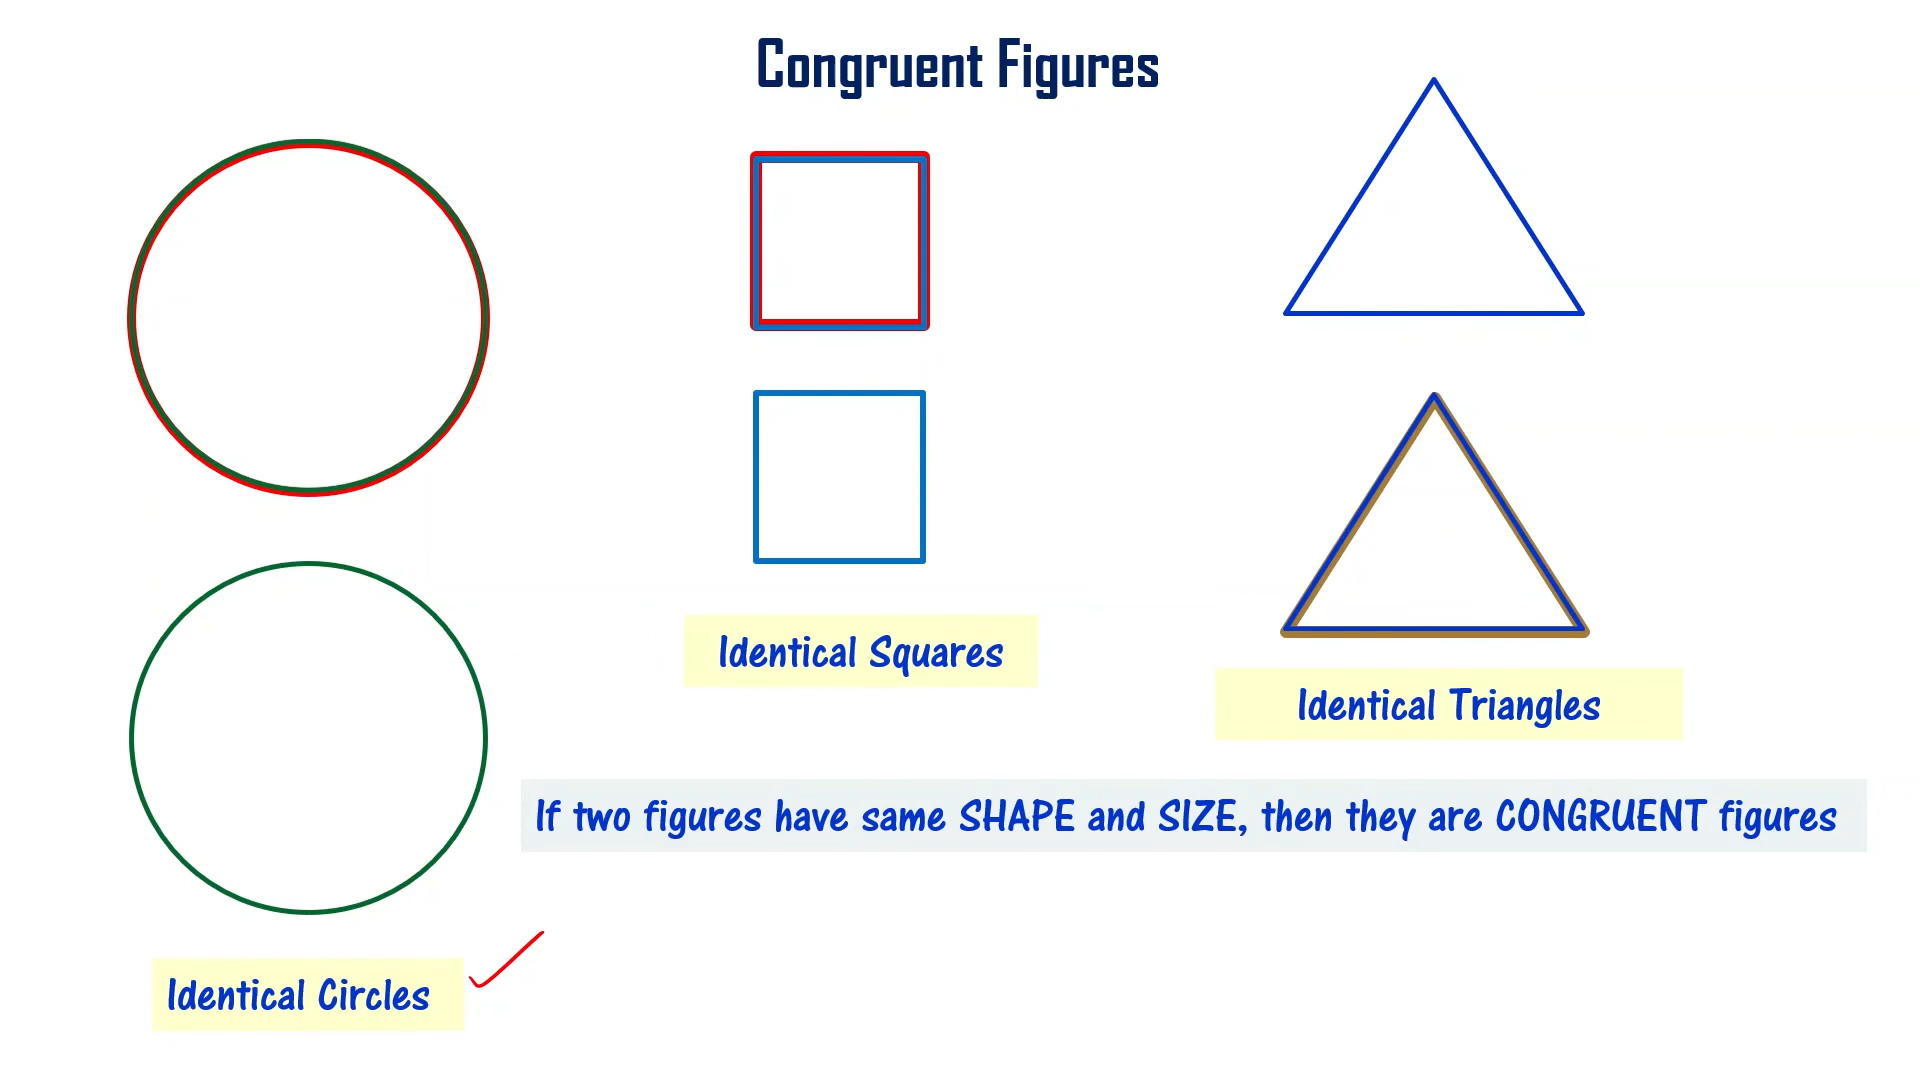 Congruent Figures
Identical Squares
Identical Triangles
If two figures have same SHAPE and SIZE, then they are CONGRUENT figures
Identical Circles